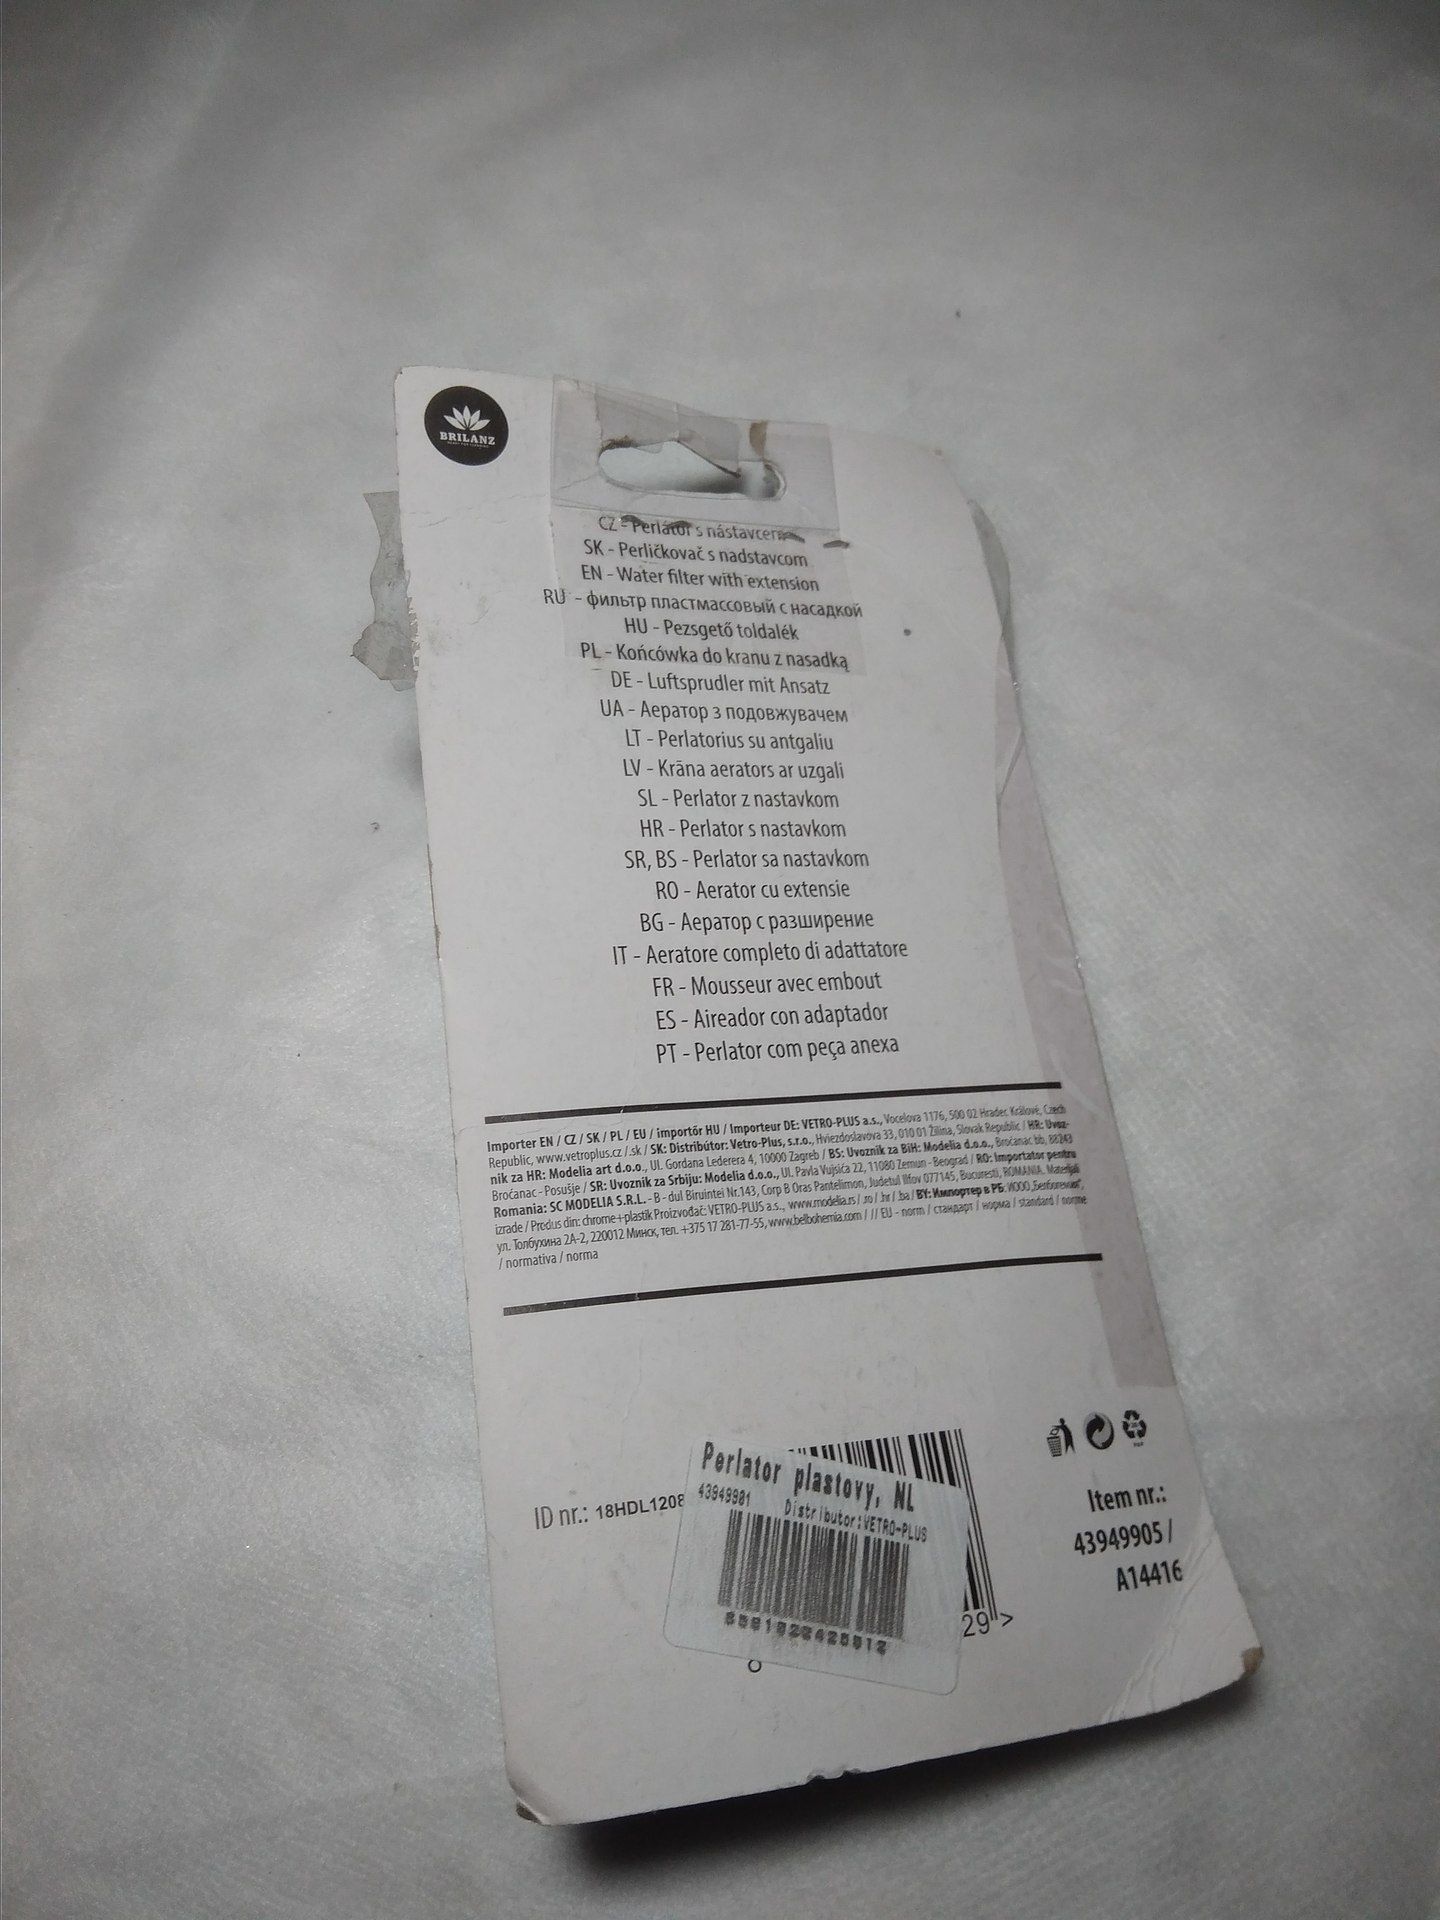 BRILANZ
CZ - Perlátor s nástavcem
SK - Perličkovač s nadstavcom
EN - Water filter with extension
RU - фильтр пластмассовый с насадкой
HU - Pezsgető toldalék
PL - Końcówka do kranu z nasadką
DE - Luftsprudler mit Ansatz
UA - Аератор з подовжувачем
LT - Perlatorius su antgaliu
LV - Krāna aerators ar uzgali
SL - Perlator z nastavkom
HR - Perlator s nastavkom
SR, BS - Perlator sa nastavkom
RO - Aerator cu extensie
BG - Аератор с разширение
IT - Aeratore completo di adattatore
FR - Mousseur avec embout
ES - Aireador con adaptador
PT - Perlator com peça anexa
Importer EN / CZ / SK / PL / EU / importőr HU / Importeur DE: VETRO-PLUS a.s., Vocelova 1176, 500 02 Hradec Králové, Czech
Republic, www.vetroplus.cz / .sk / SK: Distribútor: Vetro-Plus, s.r.o., Hviezdoslavova 33, 010 01 Žilina, Slovak Republic / HR: Uvoz-
nik za HR: Modelia art d.o.o., Ul. Gordana Lederera 4, 10000 Zagreb / BS: Uvoznik za BiH: Modelia d.o.o., Broćanac bb, 88243
Broćanac - Posušje / SR: Uvoznik za Srbiju: Modelia d.o.o., Ul. Pavla Vujsića 22, 11080 Zemun - Beograd / RO: Importator pentru
Romania: SC MODELIA S.R.L. - B - dul Biruintei Nr.143, Corp B Oras Pantelimon, Judetul Ilfov 077145, Bucuresti, ROMANIA. Materijali
izrade / Produs din: chrome+plastik Proizvođač: VETRO-PLUS a.s., www.modelia.rs / .ro / .hr / .ba / BY: Импортер в РБ: ИООО „Белбогемия“,
ул. Толбухина 2А-2, 220012 Минск, тел. +375 17 281-77-55, www.belbohemia.com / // EU - norm / стандарт / норма / standard / norme
/ normativa / norma
ID nr.: 18HDL1208
Perlator plastovy, NL
43949901 Distributor:VETRO-PLUS
29 >
Item nr.:
43949905 /
A14416